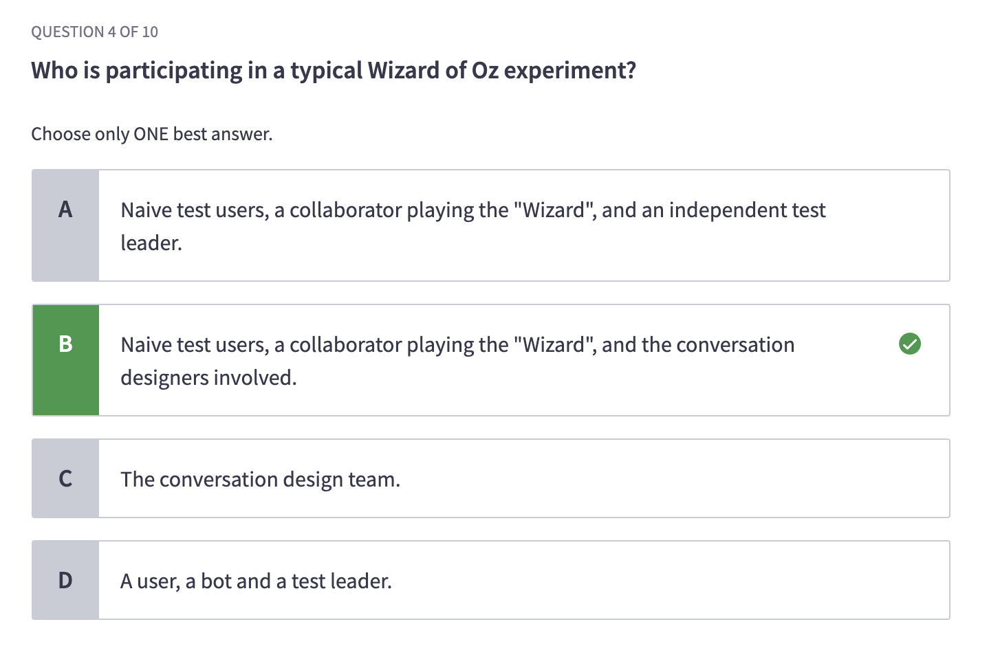 QUESTION 4 OF 10
Who is participating in a typical Wizard of Oz experiment?
Choose only ONE best answer.
A
Naive test users, a collaborator playing the "Wizard", and an independent test
leader.
B
Naive test users, a collaborator playing the "Wizard", and the conversation
designers involved.
C
The conversation design team.
D
A user, a bot and a test leader.